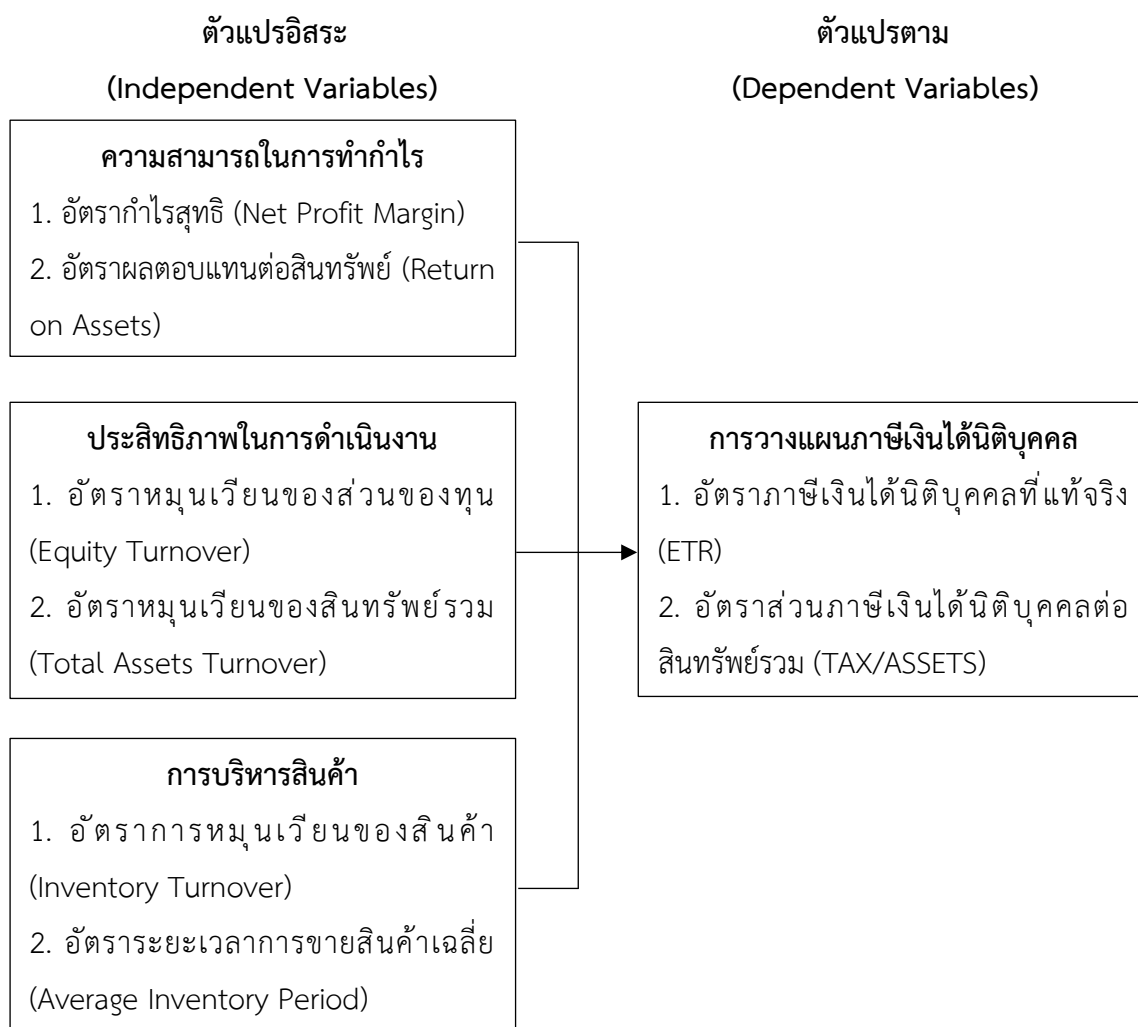 ตัวแปรอิสระ
(Independent Variables)
ตัวแปรตาม
(Dependent Variables)
ความสามารถในการทำกำไร
1. อัตรากำไรสุทธิ (Net Profit Margin)
2. อัตราผลตอบแทนต่อสินทรัพย์ (Return
on Assets)
ประสิทธิภาพในการดำเนินงาน
1. อัตราหมุนเวียนของส่วนของทุน
(Equity Turnover)
2. อัตราหมุนเวียนของสินทรัพย์รวม
(Total Assets Turnover)
การบริหารสินค้า
1. อัตราการหมุนเวียนของสินค้า
(Inventory Turnover)
2. อัตราระยะเวลาการขายสินค้าเฉลี่ย
(Average Inventory Period)
การวางแผนภาษีเงินได้นิติบุคคล
1. อัตราภาษีเงินได้นิติบุคคลที่แท้จริง
(ETR)
2. อัตราส่วนภาษีเงินได้นิติบุคคลต่อ
สินทรัพย์รวม (TAX/ASSETS)